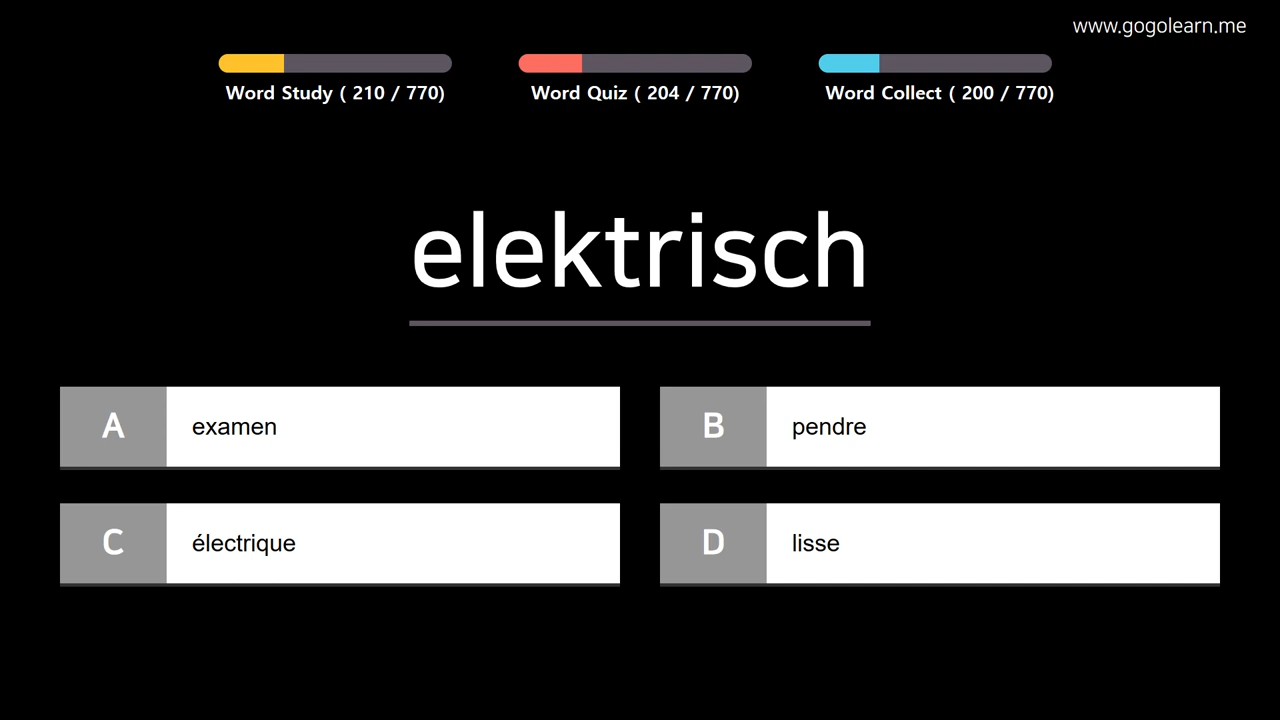 www.gogolearn.me
Word Study ( 210 / 770)
Word Quiz ( 204 / 770)
Word Collect ( 200 / 770)
elektrisch
A examen
B pendre
C électrique
D lisse